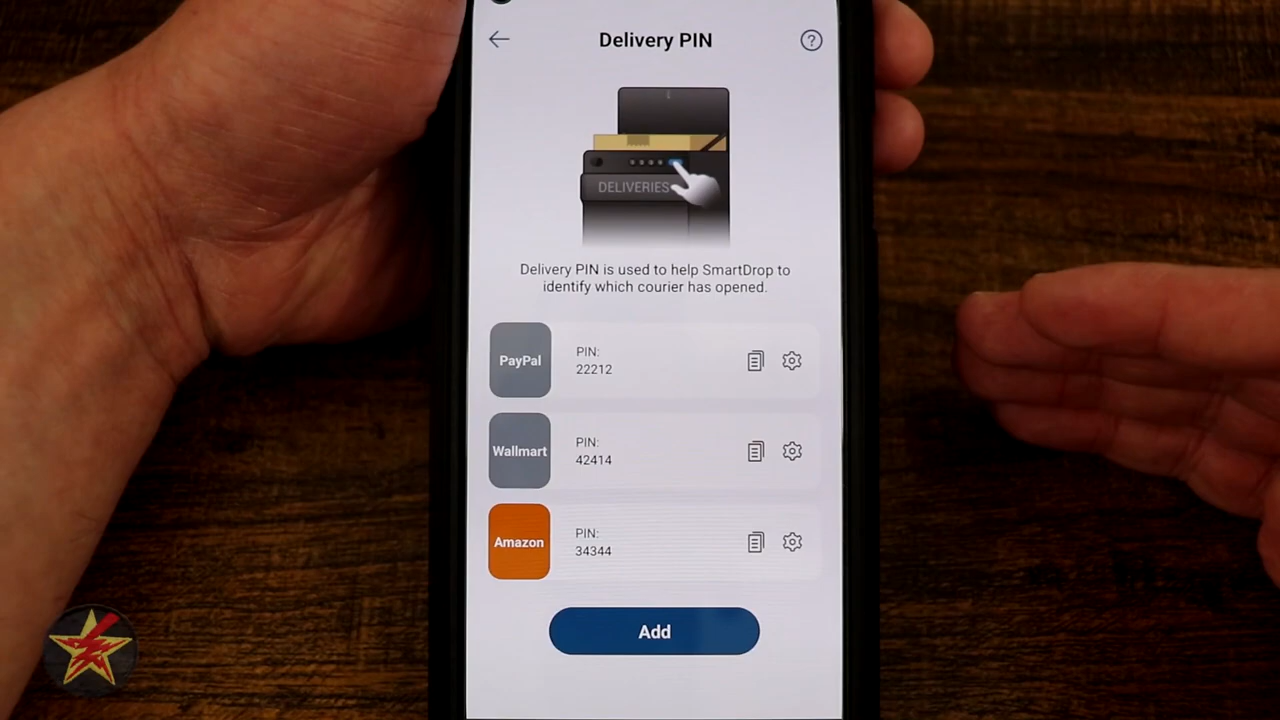 Delivery PIN
?
DELIVERIES
Delivery PIN is used to help SmartDrop to
identify which courier has opened.
PayPal
PIN:
22212
Wallmart
PIN:
42414
Amazon
PIN:
34344
Add